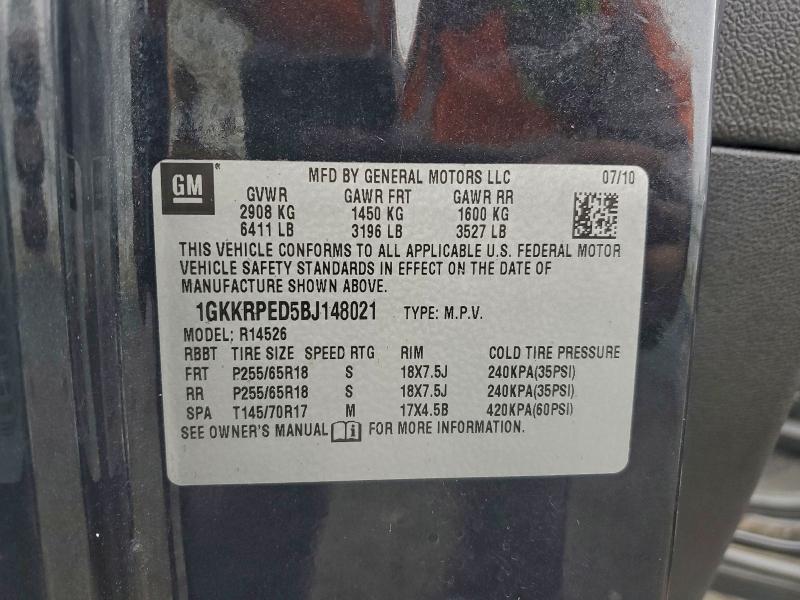 GM
MFD BY GENERAL MOTORS LLC 07/10
GVWR GAWR FRT GAWR RR
2908 KG 1450 KG 1600 KG
6411 LB 3196 LB 3527 LB
THIS VEHICLE CONFORMS TO ALL APPLICABLE U.S. FEDERAL MOTOR
VEHICLE SAFETY STANDARDS IN EFFECT ON THE DATE OF
MANUFACTURE SHOWN ABOVE.
1GKKRPED5BJ148021 TYPE: M.P.V.
MODEL: R14526
RBBT TIRE SIZE SPEED RTG RIM COLD TIRE PRESSURE
FRT P255/65R18 S 18X7.5J 240KPA(35PSI)
RR P255/65R18 S 18X7.5J 240KPA(35PSI)
SPA T145/70R17 M 17X4.5B 420KPA(60PSI)
SEE OWNER'S MANUAL FOR MORE INFORMATION.